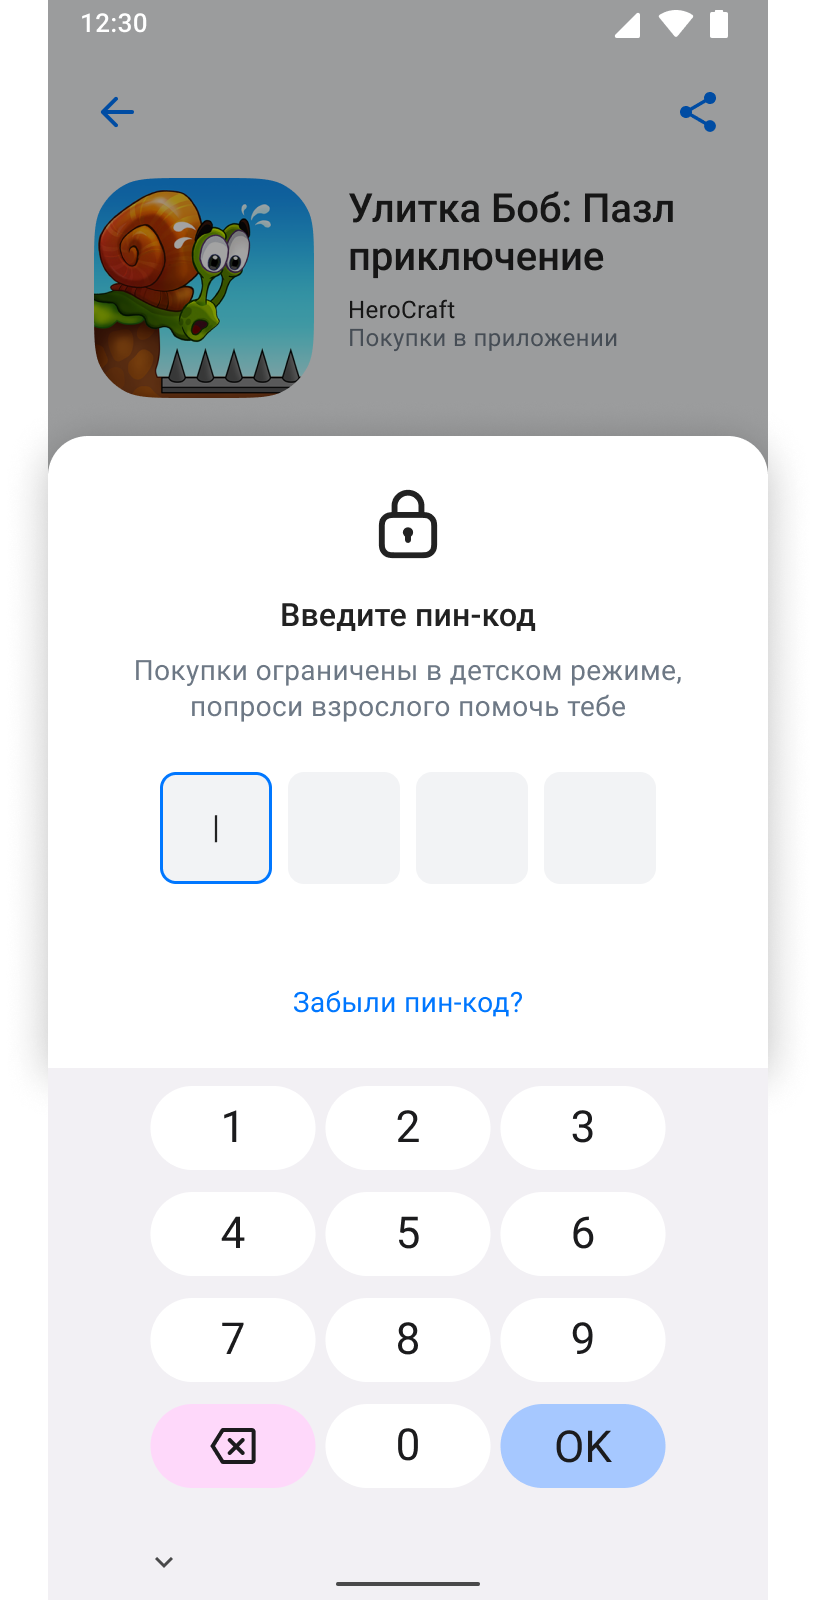 12:30
Улитка Боб: Пазл
приключение
HeroCraft
Покупки в приложении
Введите пин-код
Покупки ограничены в детском режиме,
попроси взрослого помочь тебе
Забыли пин-код?
1 2 3
4 5 6
7 8 9
0 OK